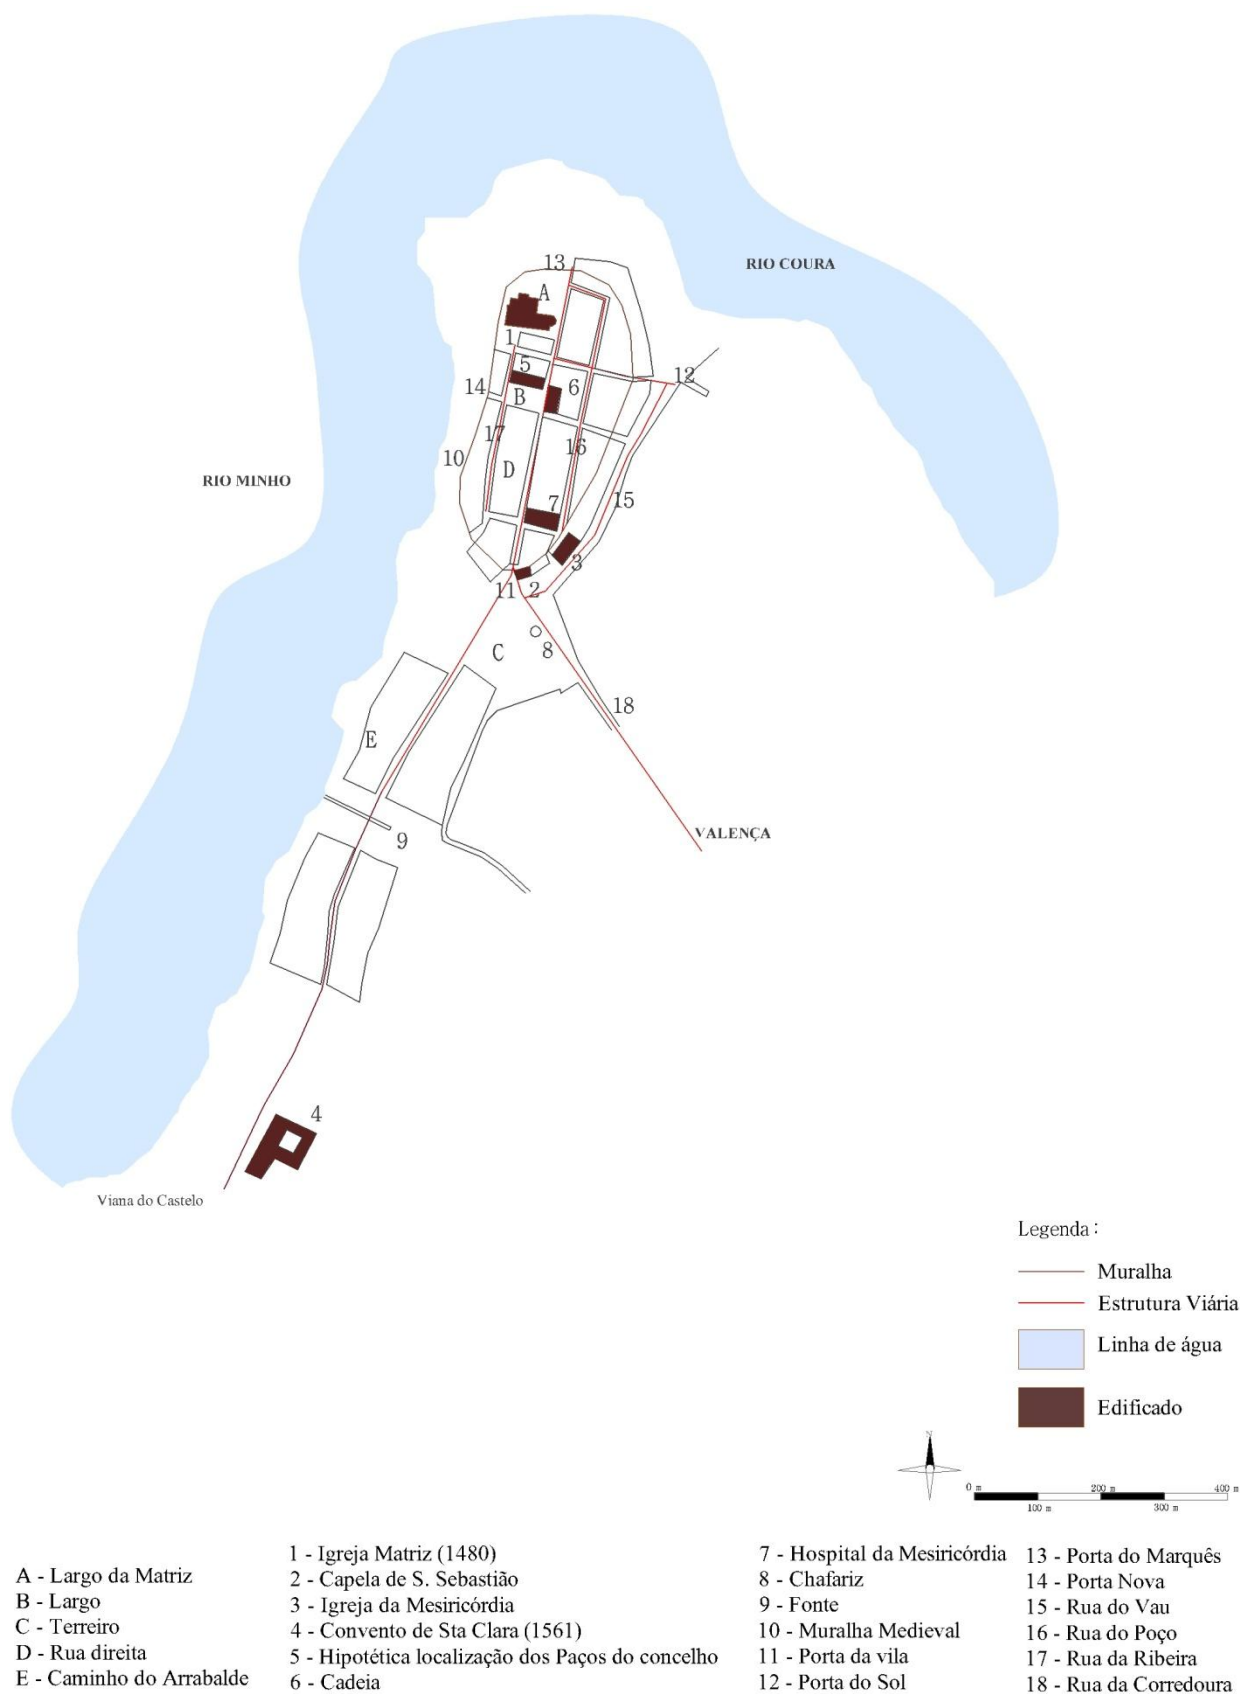 RIO COURA
13
A
1
5
12
14
B
6
17
16
10
D
RIO MINHO
7
15
3
11
2
8
C
18
E
VALENÇA
9
4
Viana do Castelo
Legenda :
Muralha
Estrutura Viária
Linha de água
Edificado
N
0 m
200 m
400 m
100 m
300 m
A - Largo da Matriz
B - Largo
C - Terreiro
D - Rua direita
E - Caminho do Arrabalde
1 - Igreja Matriz (1480)
2 - Capela de S. Sebastião
3 - Igreja da Mesiricórdia
4 - Convento de Sta Clara (1561)
5 - Hipotética localização dos Paços do concelho
6 - Cadeia
7 - Hospital da Mesiricórdia
8 - Chafariz
9 - Fonte
10 - Muralha Medieval
11 - Porta da vila
12 - Porta do Sol
13 - Porta do Marquês
14 - Porta Nova
15 - Rua do Vau
16 - Rua do Poço
17 - Rua da Ribeira
18 - Rua da Corredoura